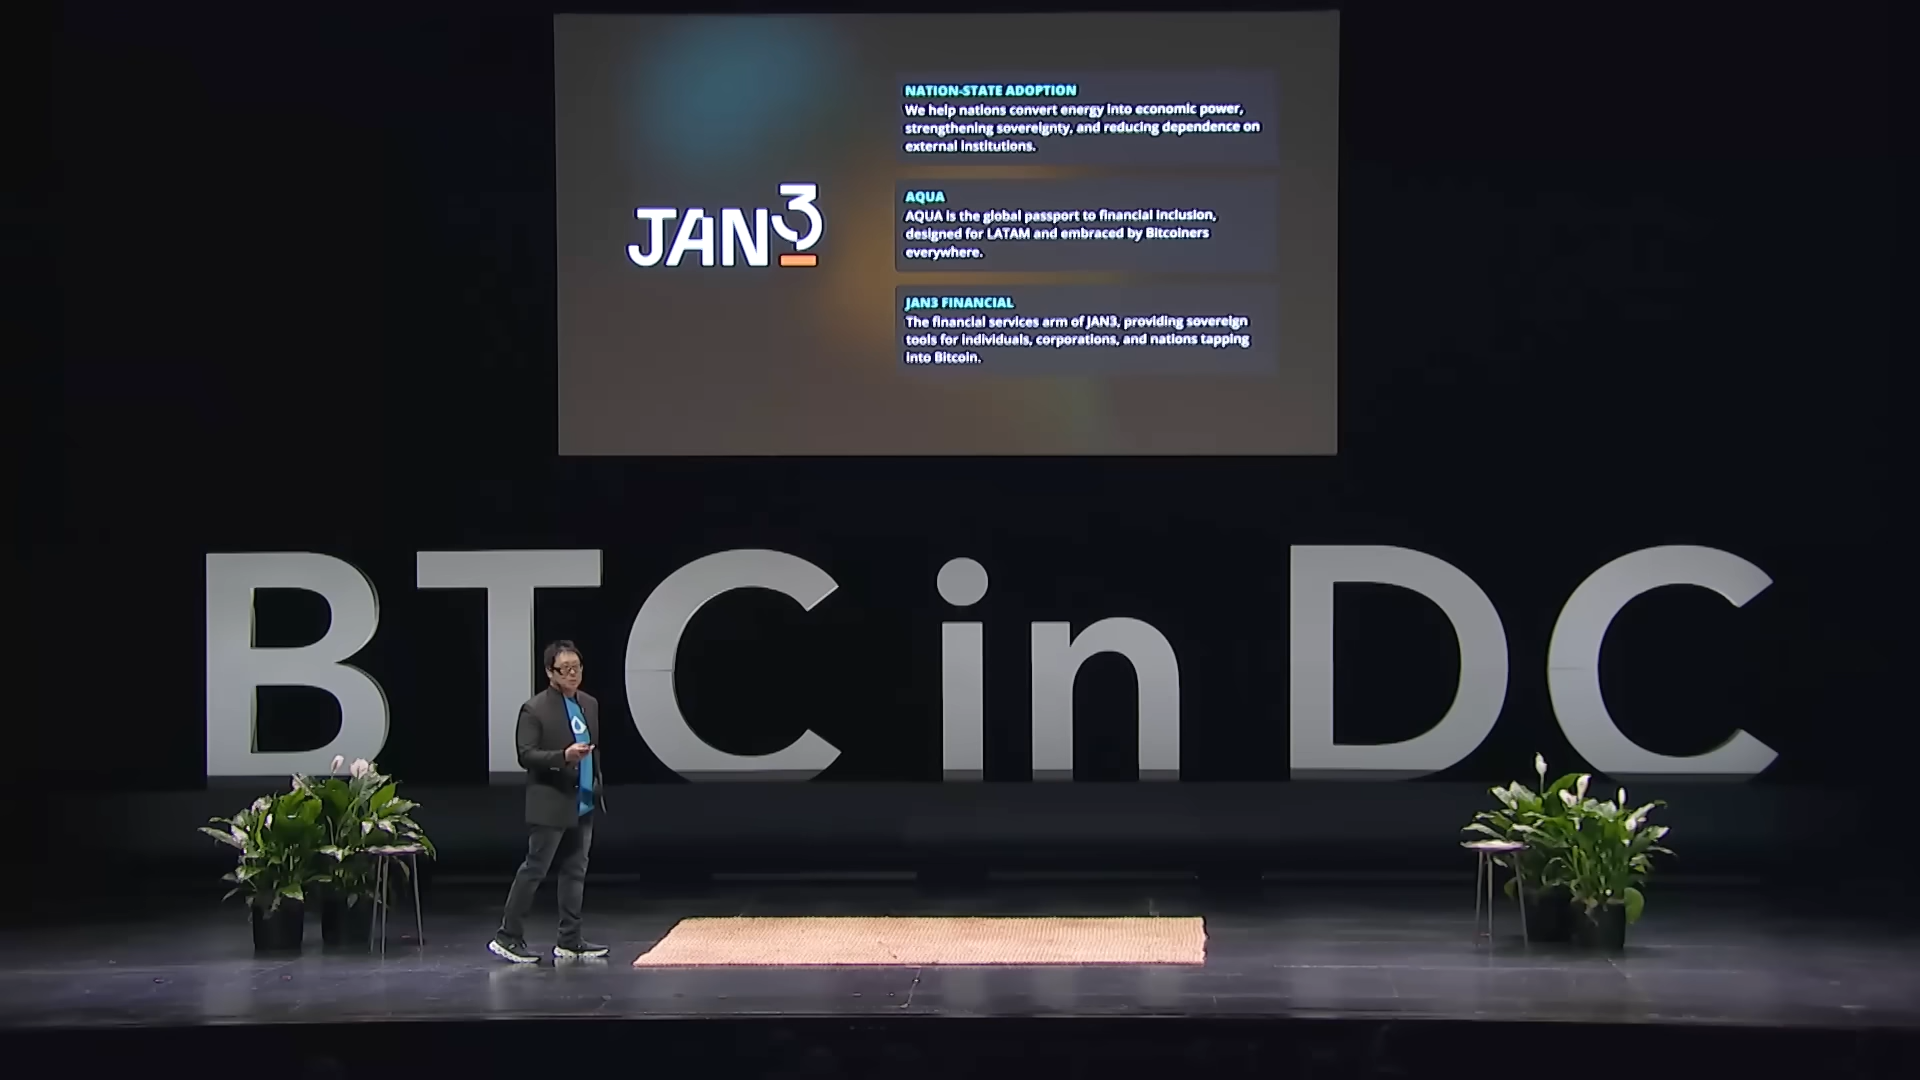 JAN3
NATION-STATE ADOPTION
We help nations convert energy into economic power,
strengthening sovereignty, and reducing dependence on
external institutions.
AQUA
AQUA is the global passport to financial inclusion,
designed for LATAM and embraced by Bitcoiners
everywhere.
JAN3 FINANCIAL
The financial services arm of JAN3, providing sovereign
tools for individuals, corporations, and nations tapping
into Bitcoin.
BTC in DC